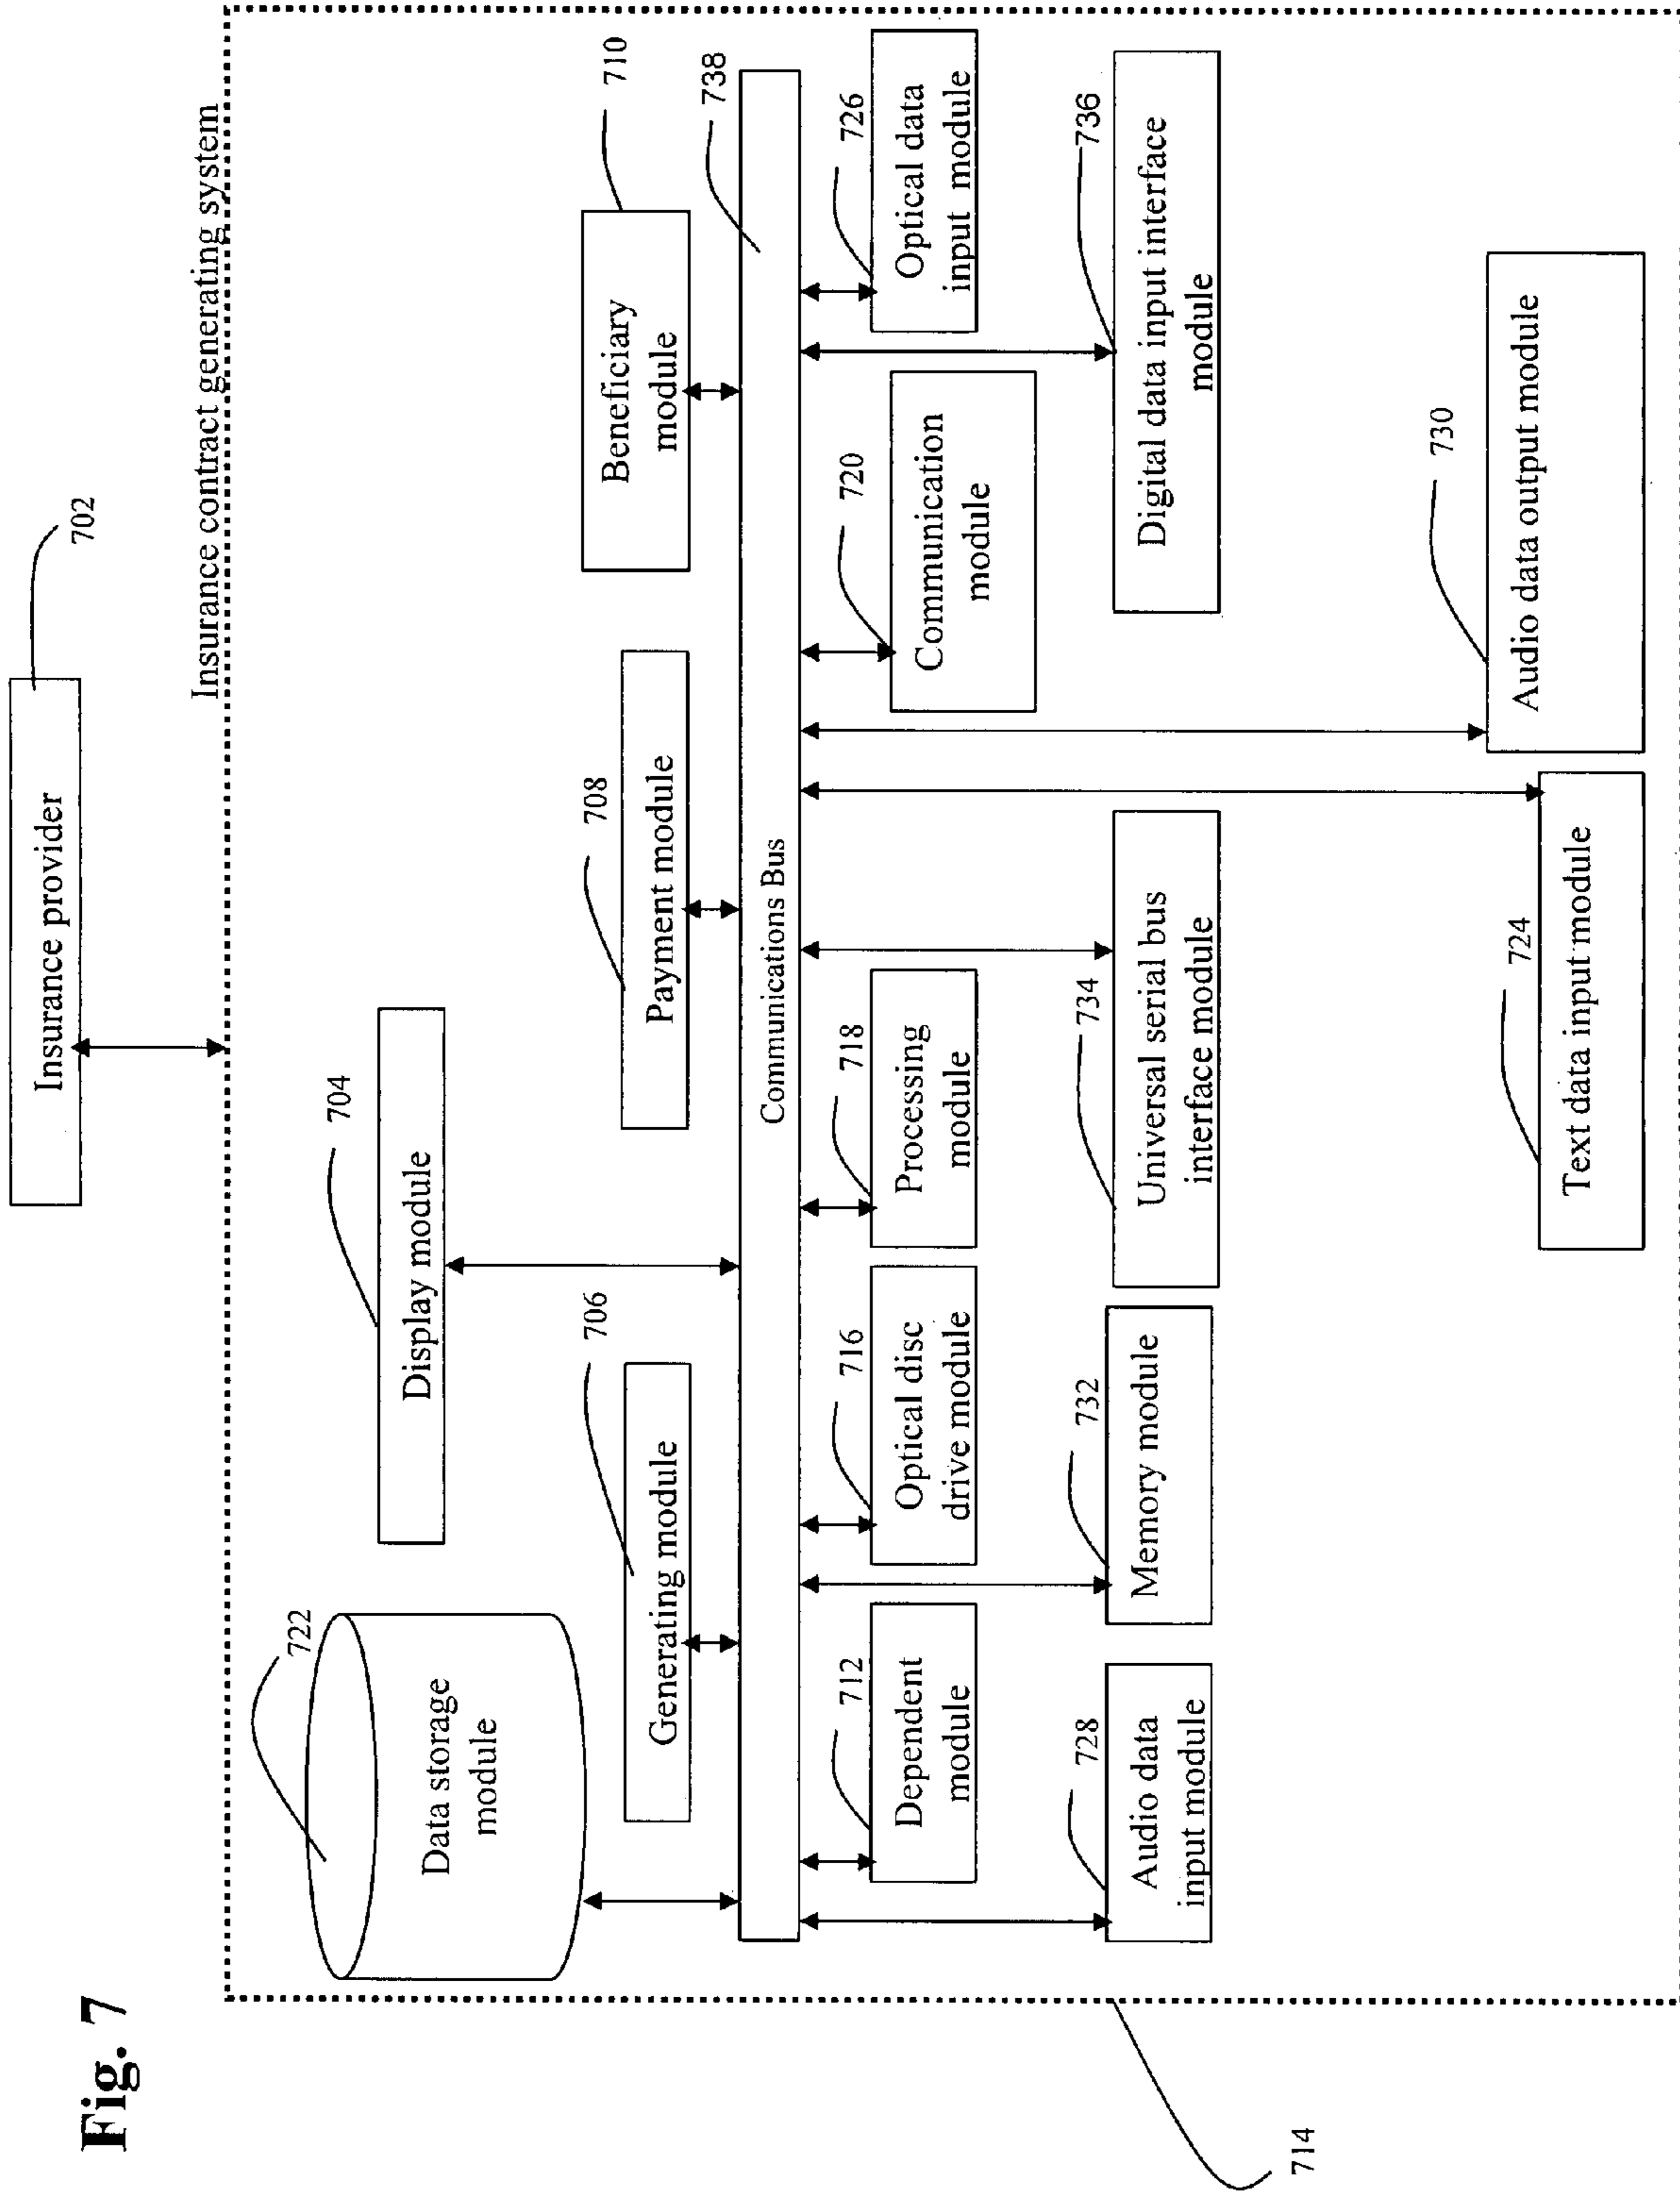 Fig. 7
Insurance provider
702
Insurance contract generating system
722
Data storage
module
704
Display module
706
Generating module
708
Payment module
710
Beneficiary
module
738
Communications Bus
712
Dependent
module
716
Optical disc
drive module
718
Processing
module
720
Communication
module
726
Optical data
input module
728
Audio data
input module
732
Memory module
734
Universal serial bus
interface module
736
Digital data input interface
module
724
Text data input module
730
Audio data output module
714